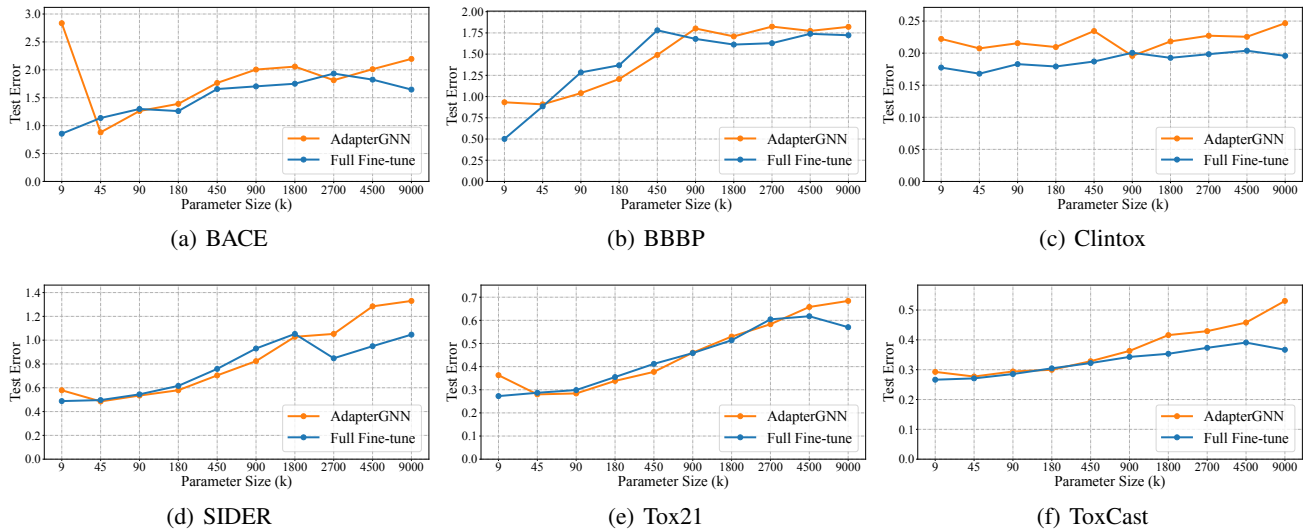 3.0
2.5
2.0
1.5
1.0
0.5
0.0
Test Error
AdapterGNN
Full Fine-tune
9 45 90 180 450 900 1800 2700 4500 9000
Parameter Size (k)
(a) BACE
2.00
1.75
1.50
1.25
1.00
0.75
0.50
0.25
0.00
Test Error
AdapterGNN
Full Fine-tune
9 45 90 180 450 900 1800 2700 4500 9000
Parameter Size (k)
(b) BBBP
0.25
0.20
0.15
0.10
0.05
0.00
Test Error
AdapterGNN
Full Fine-tune
9 45 90 180 450 900 1800 2700 4500 9000
Parameter Size (k)
(c) Clintox
1.4
1.2
1.0
0.8
0.6
0.4
0.2
0.0
Test Error
AdapterGNN
Full Fine-tune
9 45 90 180 450 900 1800 2700 4500 9000
Parameter Size (k)
(d) SIDER
0.7
0.6
0.5
0.4
0.3
0.2
0.1
0.0
Test Error
AdapterGNN
Full Fine-tune
9 45 90 180 450 900 1800 2700 4500 9000
Parameter Size (k)
(e) Tox21
0.5
0.4
0.3
0.2
0.1
0.0
Test Error
AdapterGNN
Full Fine-tune
9 45 90 180 450 900 1800 2700 4500 9000
Parameter Size (k)
(f) ToxCast